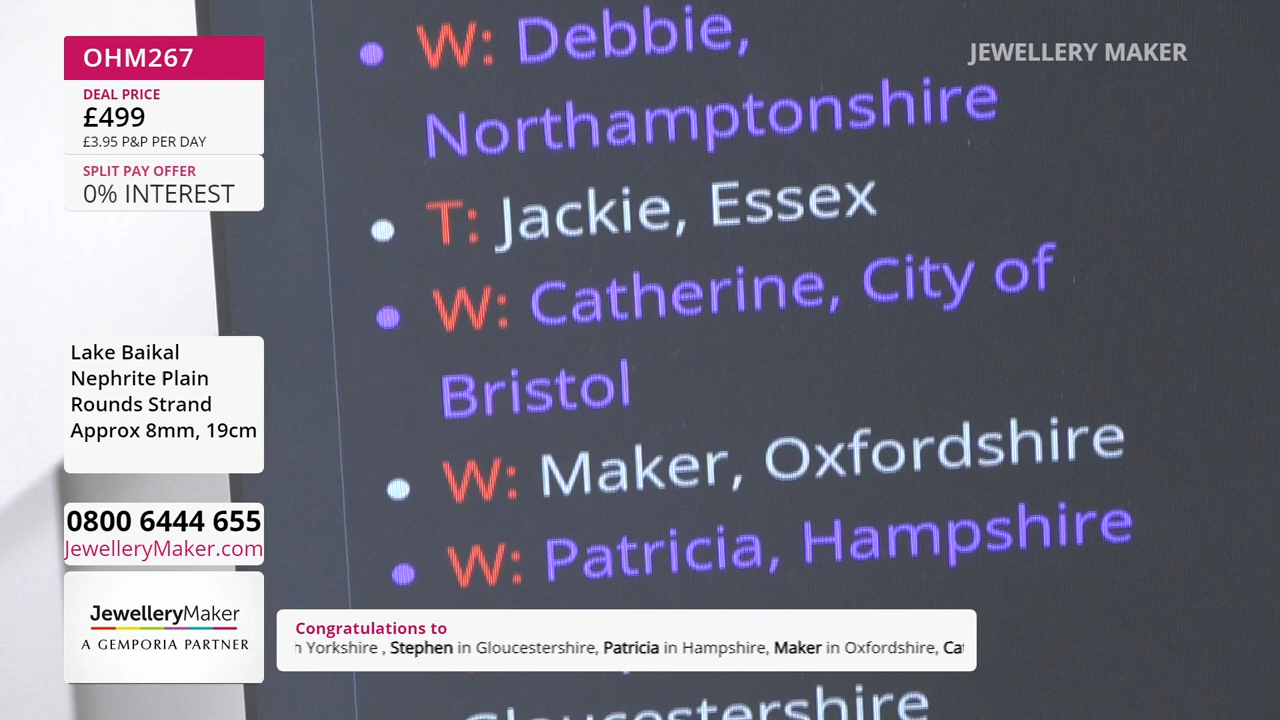 OHM267
DEAL PRICE
£499
£3.95 P&P PER DAY
SPLIT PAY OFFER
0% INTEREST
Lake Baikal
Nephrite Plain
Rounds Strand
Approx 8mm, 19cm
0800 6444 655
JewelleryMaker.com
JewelleryMaker
A GEMPORIA PARTNER
JEWELLERY MAKER
• W: Debbie,
Northamptonshire
• T: Jackie, Essex
• W: Catherine, City of
Bristol
• W: Maker, Oxfordshire
• W: Patricia, Hampshire
Gloucestershire
Congratulations to
Yorkshire , Stephen in Gloucestershire, Patricia in Hampshire, Maker in Oxfordshire,